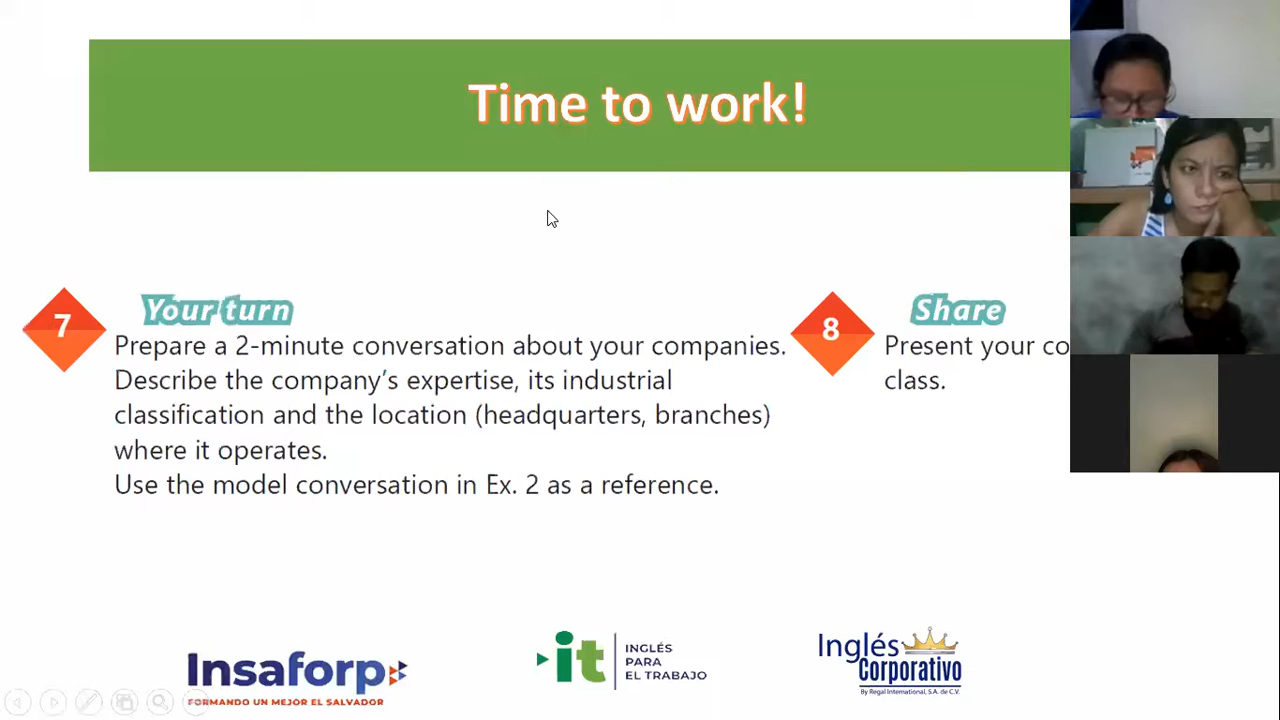 Time to work!
7
Your turn
Prepare a 2-minute conversation about your companies.
Describe the company's expertise, its industrial
classification and the location (headquarters, branches)
where it operates.
Use the model conversation in Ex. 2 as a reference.
8
Share
Present your co
class.
Insaforp
FORMANDO UN MEJOR EL SALVADOR
it
INGLÉS
PARA
EL TRABAJO
Inglés
Corporativo
By Regal International, S.A. de C.V.